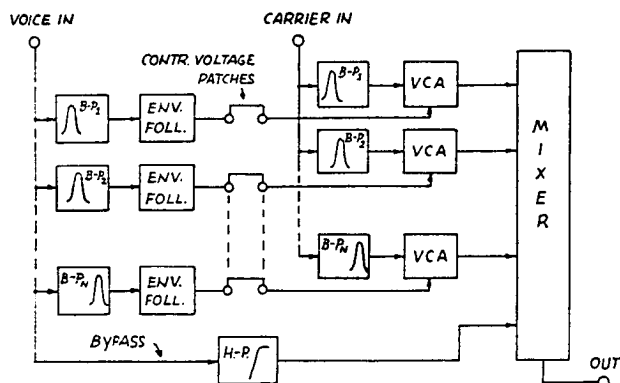 VOICE IN
CARRIER IN
CONTR. VOLTAGE
PATCHES
B-P1
ENV.
FOLL.
B-P1
VCA
B-P2
ENV.
FOLL.
B-P2
VCA
B-PN
ENV.
FOLL.
B-PN
VCA
MIXER
BYPASS
H.-P.
OUT